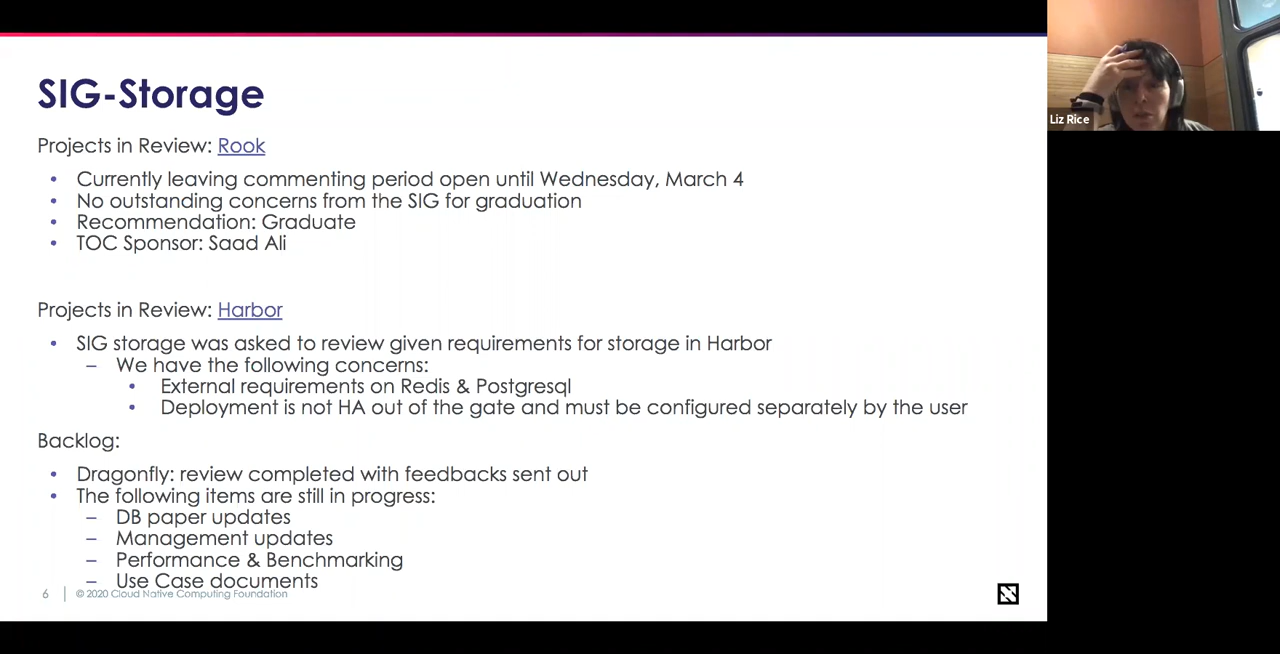 SIG-Storage
Projects in Review: Rook
• Currently leaving commenting period open until Wednesday, March 4
• No outstanding concerns from the SIG for graduation
• Recommendation: Graduate
• TOC Sponsor: Saad Ali
Projects in Review: Harbor
• SIG storage was asked to review given requirements for storage in Harbor
– We have the following concerns:
• External requirements on Redis & Postgresql
• Deployment is not HA out of the gate and must be configured separately by the user
Backlog:
• Dragonfly: review completed with feedbacks sent out
• The following items are still in progress:
– DB paper updates
– Management updates
– Performance & Benchmarking
– Use Case documents
6 | © 2020 Cloud Native Computing Foundation
Liz Rice